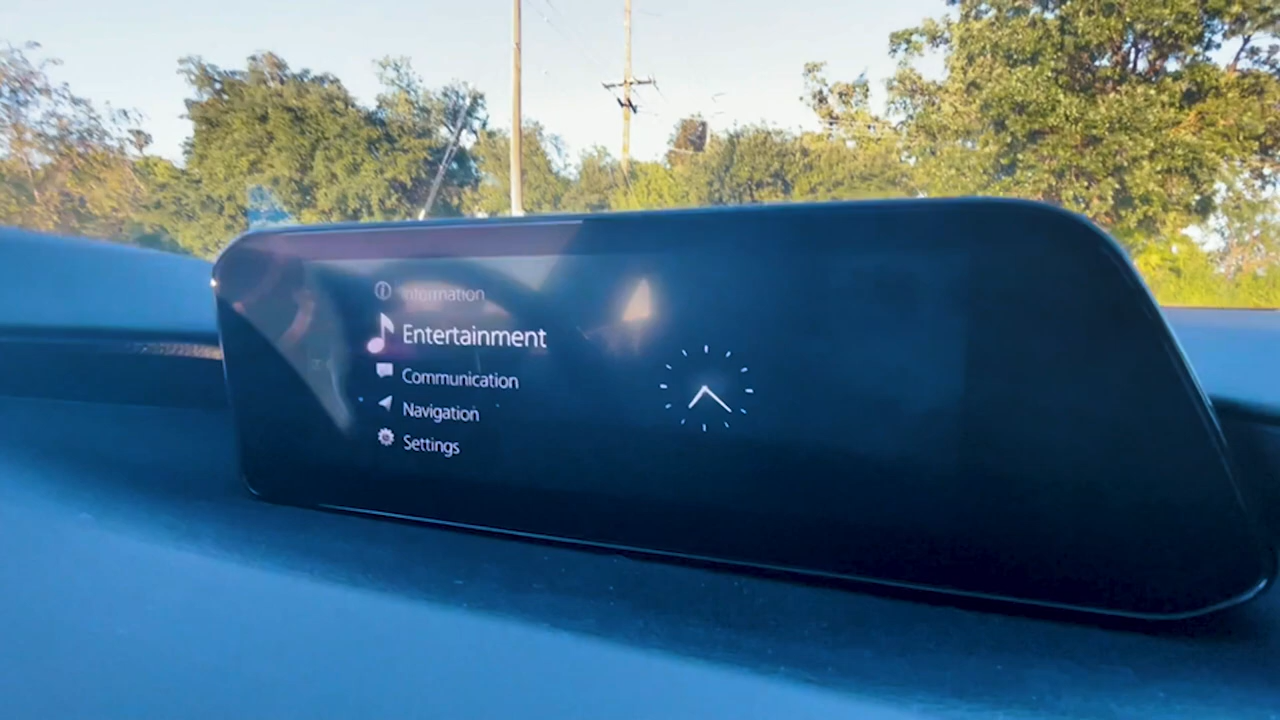 Information
Entertainment
Communication
Navigation
Settings